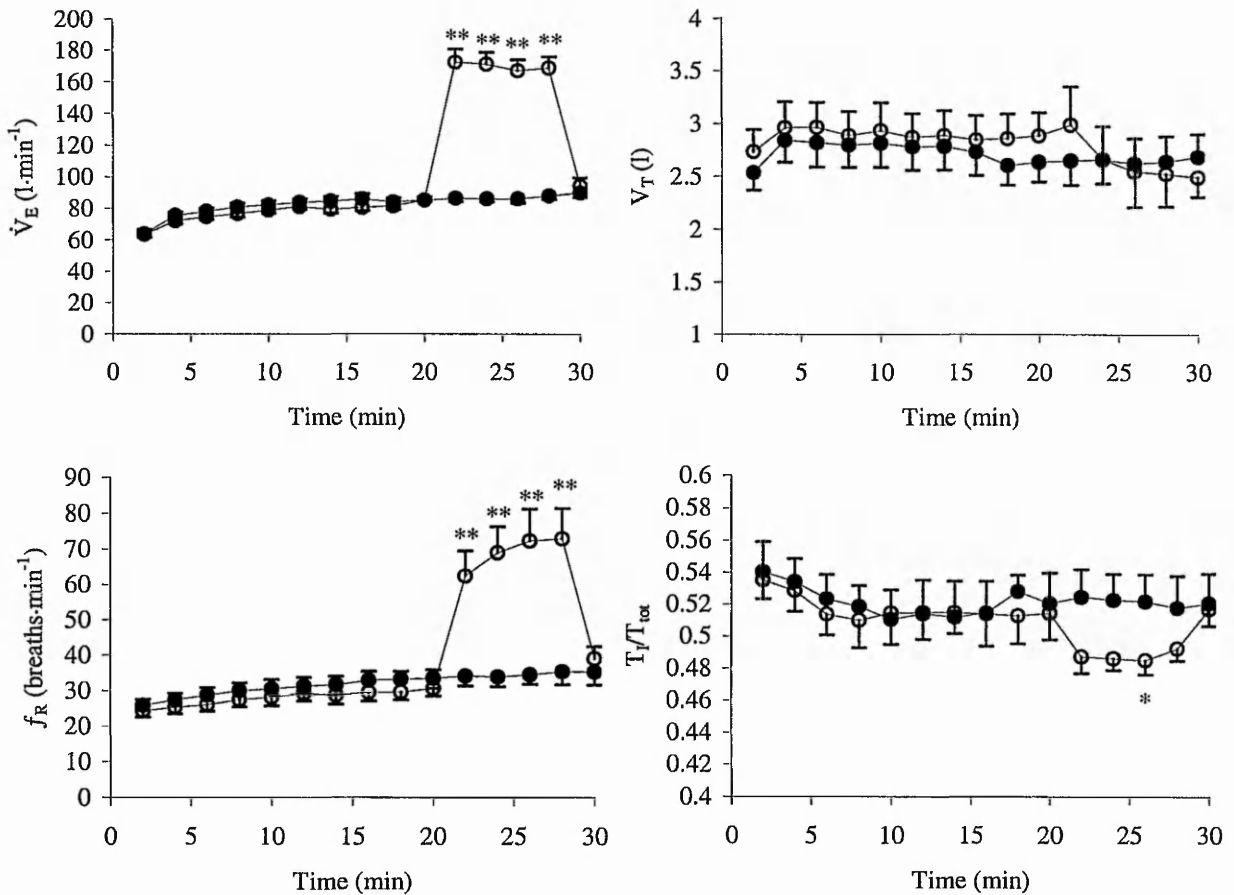 200
180
160
140
120
100
80
60
40
20
0
V̇E (l·min⁻¹)
** ** ** **
0 5 10 15 20 25 30
Time (min)
4
3.5
3
2.5
2
1.5
1
VT (l)
0 5 10 15 20 25 30
Time (min)
90
80
70
60
50
40
30
20
10
0
fR (breaths·min⁻¹)
** ** ** **
0 5 10 15 20 25 30
Time (min)
0.6
0.58
0.56
0.54
0.52
0.5
0.48
0.46
0.44
0.42
0.4
TI/Ttot
*
0 5 10 15 20 25 30
Time (min)